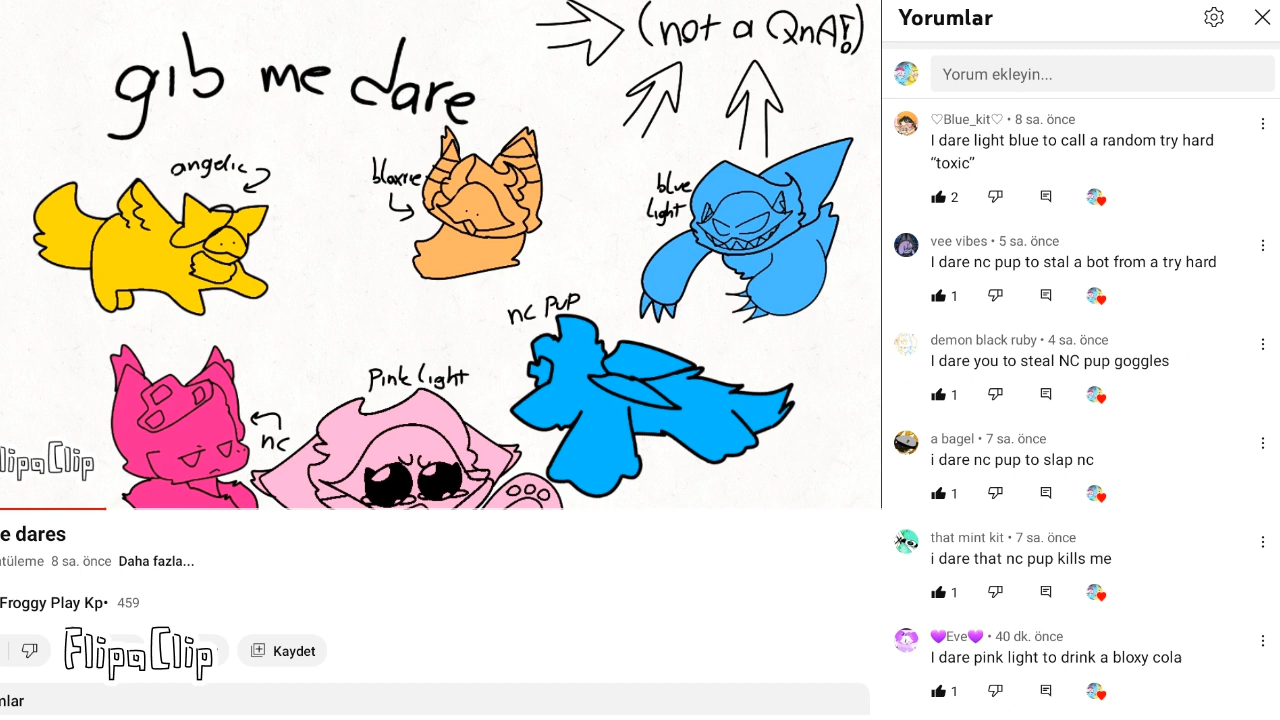 gib me dare
(not a QnA!)
angelic
bloxxie
blue
light
nc pup
pink light
nc
lipaClip
e dares
tüleme 8 sa. önce Daha fazla...
Froggy Play Kp• 459
FlipaClip
Kaydet
mlar
Yorumlar
Yorum ekleyin...
♡Blue_kit♡ • 8 sa. önce
I dare light blue to call a random try hard
“toxic”
2
vee vibes • 5 sa. önce
I dare nc pup to stal a bot from a try hard
1
demon black ruby • 4 sa. önce
I dare you to steal NC pup goggles
1
a bagel • 7 sa. önce
i dare nc pup to slap nc
1
that mint kit • 7 sa. önce
i dare that nc pup kills me
1
💜Eve💜 • 40 dk. önce
I dare pink light to drink a bloxy cola
1